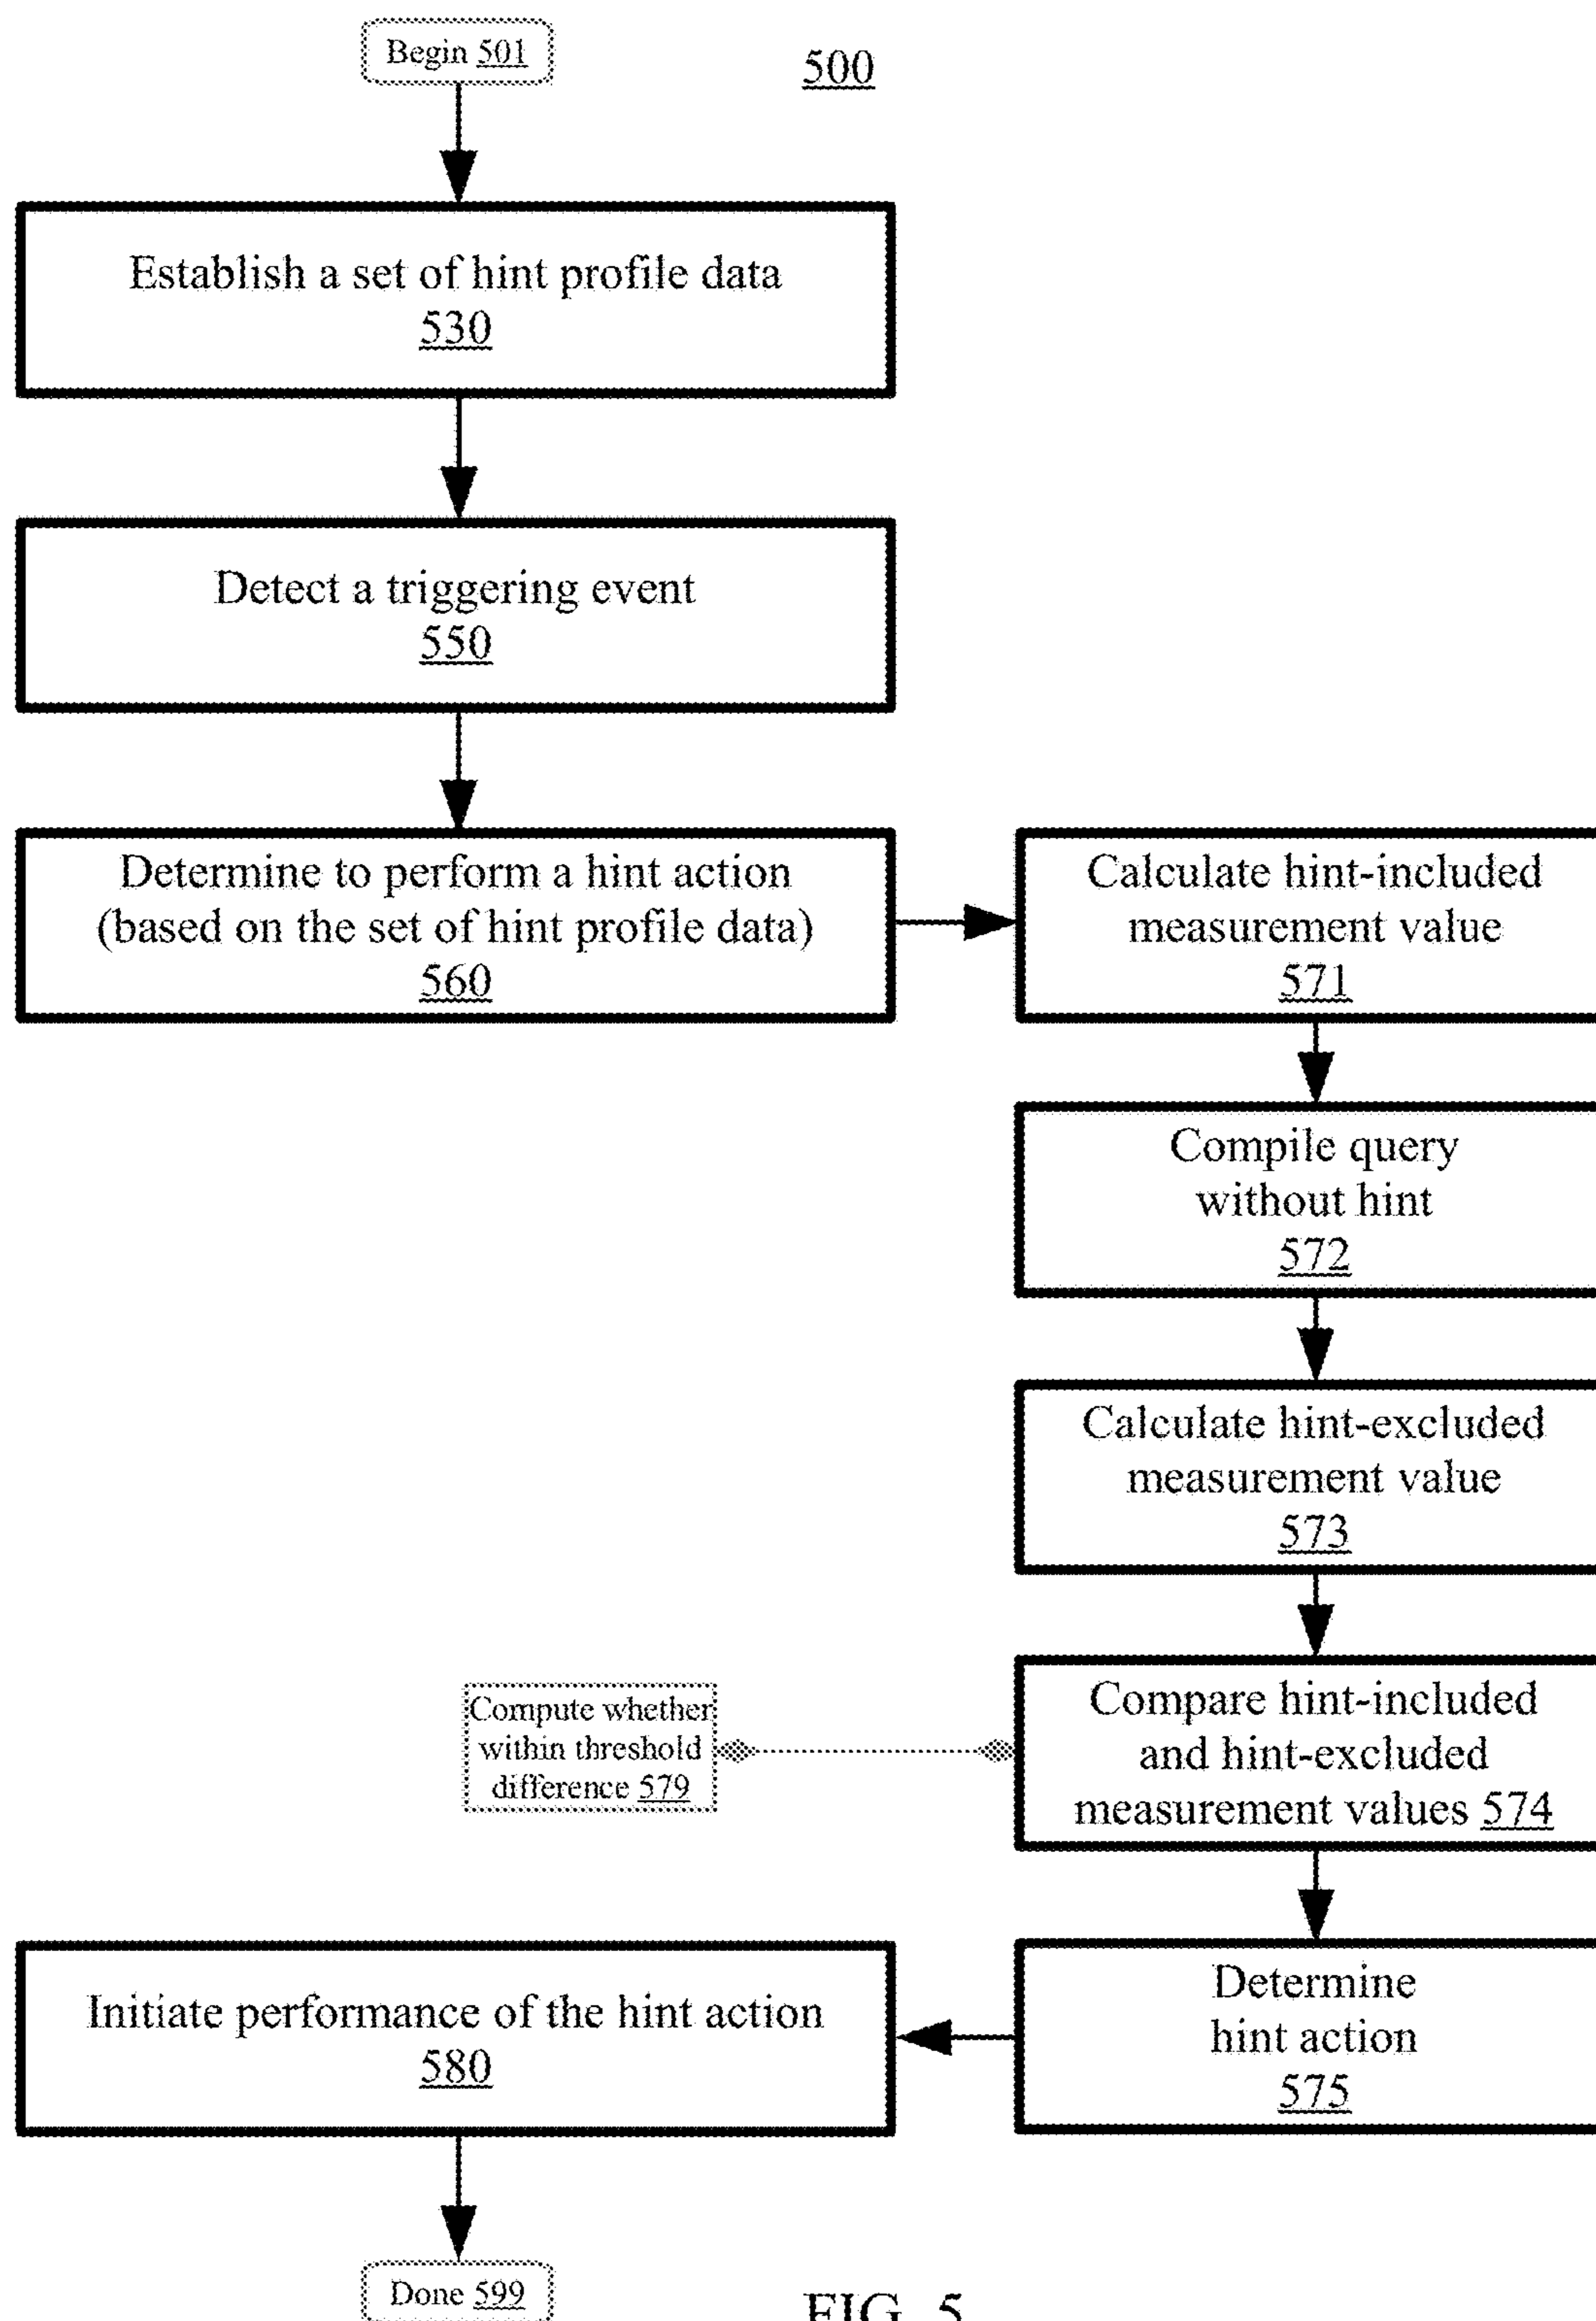 Begin 501
500
Establish a set of hint profile data
530
Detect a triggering event
550
Determine to perform a hint action
(based on the set of hint profile data)
560
Calculate hint-included
measurement value
571
Compile query
without hint
572
Calculate hint-excluded
measurement value
573
Compare hint-included
and hint-excluded
measurement values 574
Compute whether
within threshold
difference 579
Determine
hint action
575
Initiate performance of the hint action
580
Done 599
FIG. 5